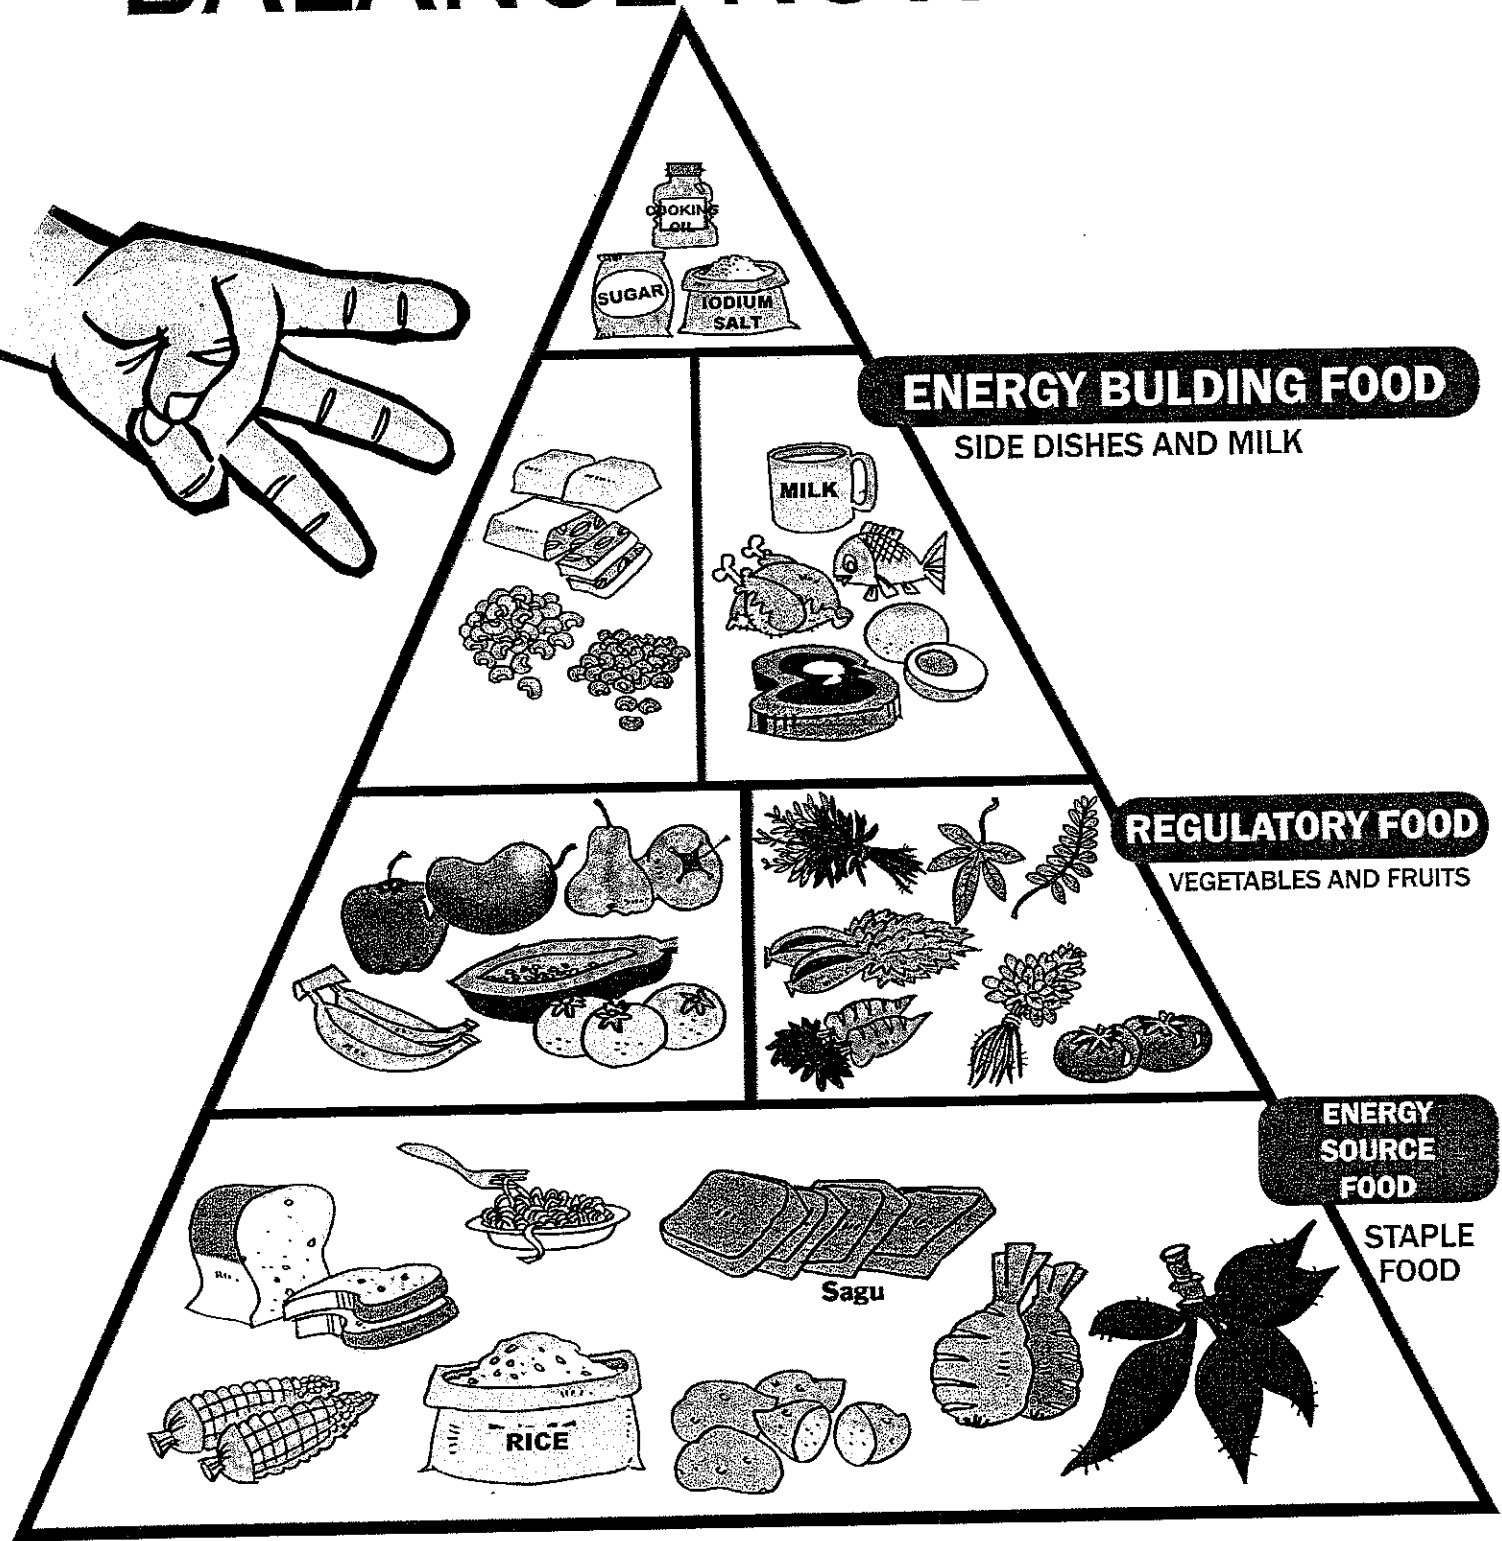 COOKING
OIL
SUGAR
IODIUM
SALT
ENERGY BULDING FOOD
SIDE DISHES AND MILK
MILK
REGULATORY FOOD
VEGETABLES AND FRUITS
ENERGY
SOURCE
FOOD
STAPLE
FOOD
Sagu
RICE